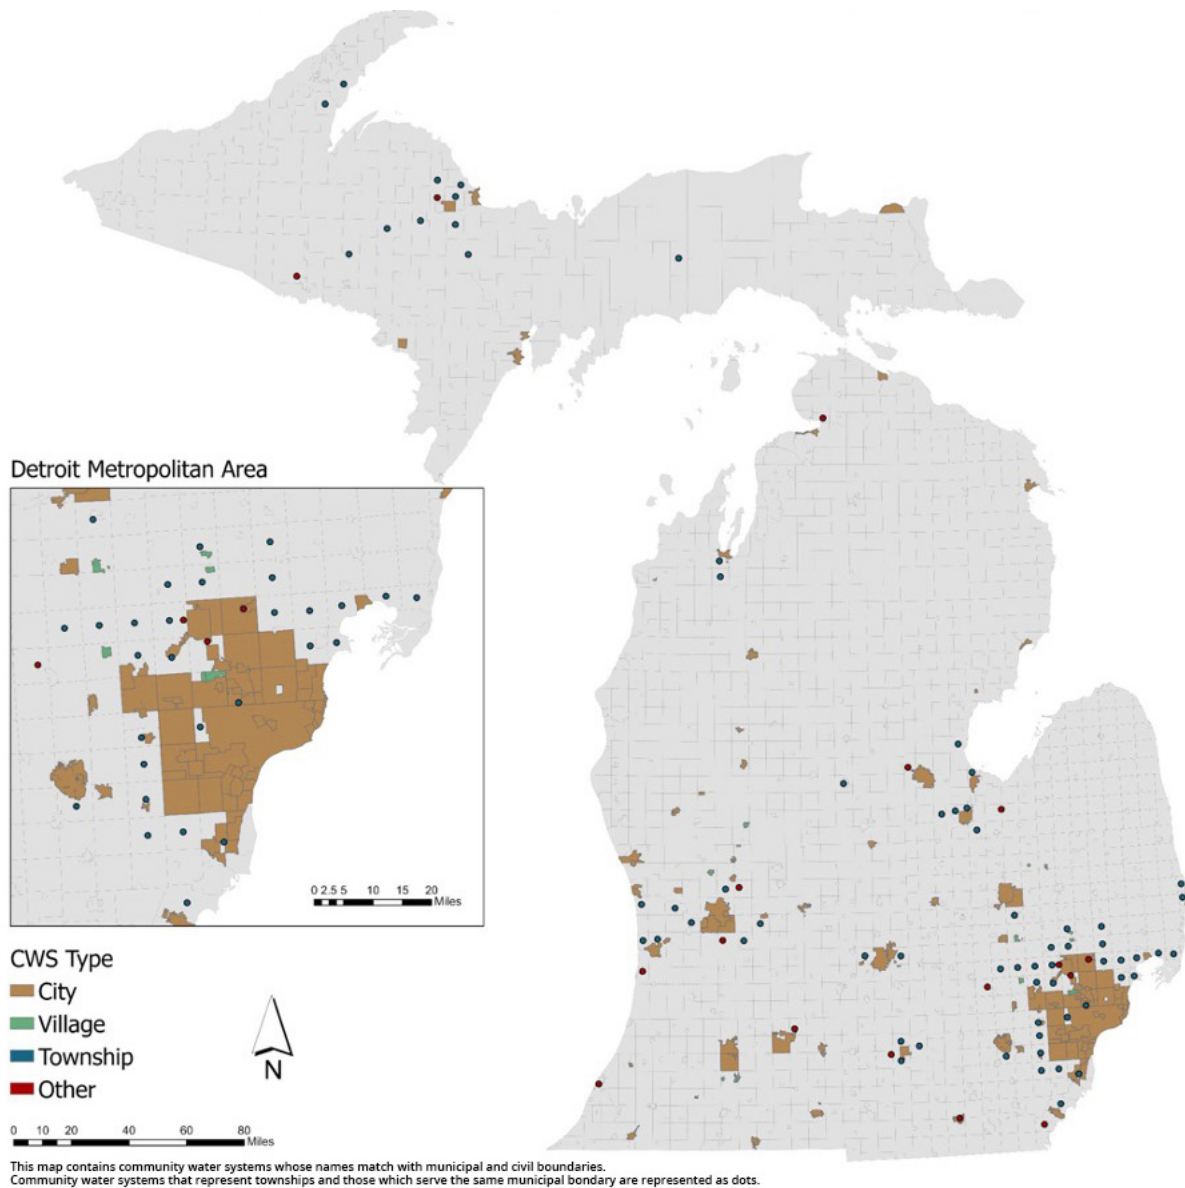 Detroit Metropolitan Area
0 2.5 5 10 15 20
Miles
CWS Type
City
Village
Township
Other
N
0 10 20 40 60 80
Miles
This map contains community water systems whose names match with municipal and civil boundaries.
Community water systems that represent townships and those which serve the same municipal bondary are represented as dots.